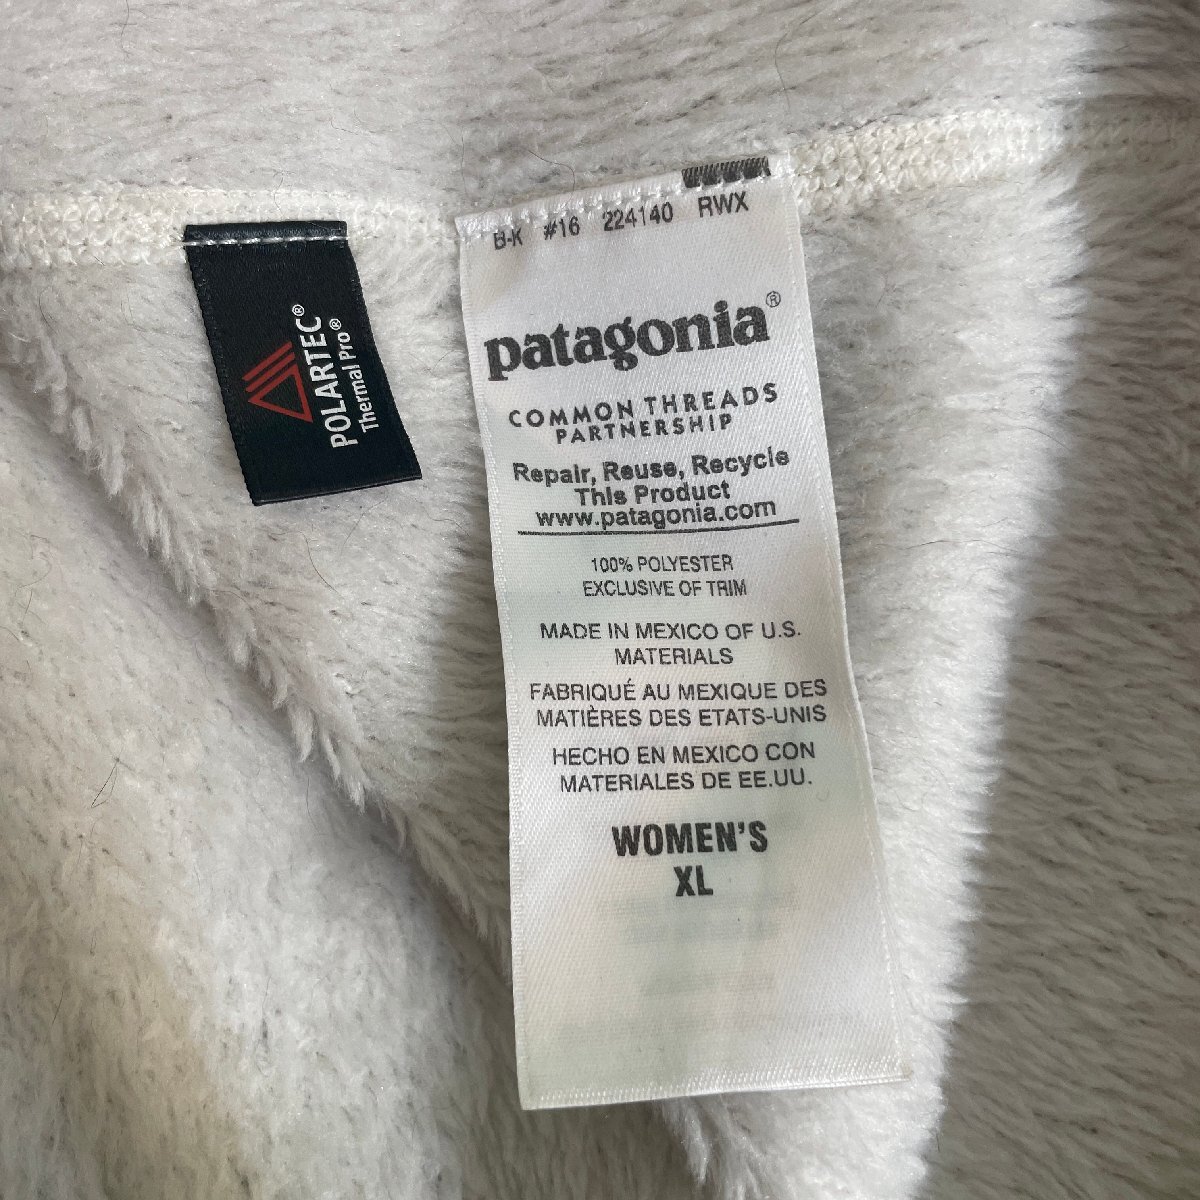 POLARTEC®
Thermal Pro®
B-K #16 224140 RWX
patagonia®
COMMON THREADS
PARTNERSHIP
Repair, Reuse, Recycle
This Product
www.patagonia.com
100% POLYESTER
EXCLUSIVE OF TRIM
MADE IN MEXICO OF U.S.
MATERIALS
FABRIQUÉ AU MEXIQUE DES
MATIÈRES DES ETATS-UNIS
HECHO EN MEXICO CON
MATERIALES DE EE.UU.
WOMEN'S
XL